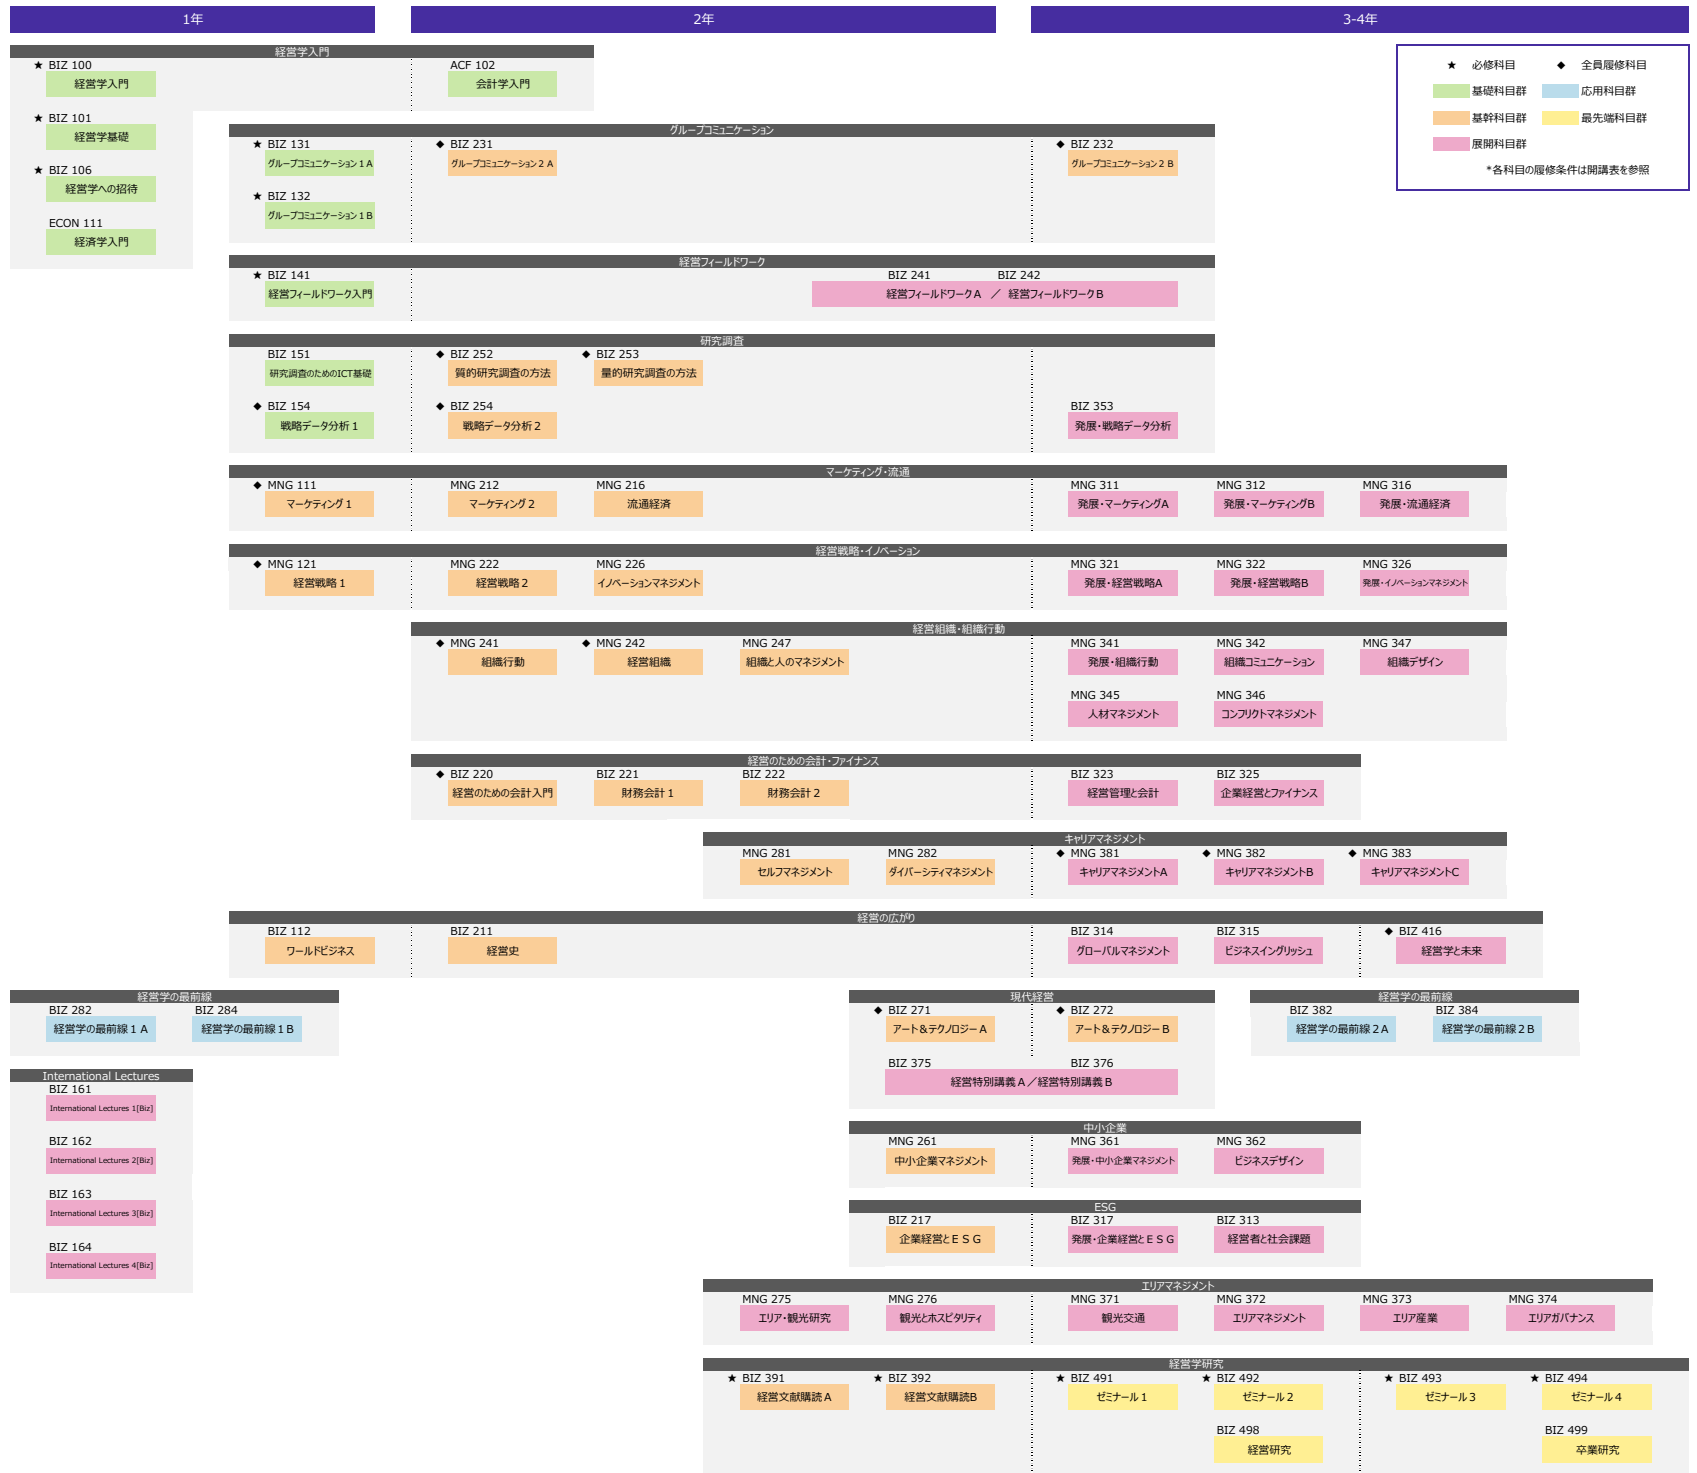 1年
2年
3-4年
★ 必修科目 ◆ 全員履修科目
基礎科目群 応用科目群
基幹科目群 最先端科目群
展開科目群
*各科目の履修条件は開講表を参照
経営学入門
★ BIZ 100 ACF 102
経営学入門 会計学入門
★ BIZ 101
経営学基礎
★ BIZ 106
経営学への招待
ECON 111
経済学入門
グループコミュニケーション
★ BIZ 131 ◆ BIZ 231 ◆ BIZ 232
グループコミュニケーション1A グループコミュニケーション2A グループコミュニケーション2B
★ BIZ 132
グループコミュニケーション1B
経営フィールドワーク
★ BIZ 141 BIZ 241 BIZ 242
経営フィールドワーク入門 経営フィールドワークA ／ 経営フィールドワークB
研究調査
BIZ 151 ◆ BIZ 252 ◆ BIZ 253
研究調査のためのICT基礎 質的研究調査の方法 量的研究調査の方法
◆ BIZ 154 ◆ BIZ 254 BIZ 353
戦略データ分析1 戦略データ分析2 発展・戦略データ分析
マーケティング・流通
◆ MNG 111 MNG 212 MNG 216 MNG 311 MNG 312 MNG 316
マーケティング1 マーケティング2 流通経済 発展・マーケティングA 発展・マーケティングB 発展・流通経済
経営戦略・イノベーション
◆ MNG 121 MNG 222 MNG 226 MNG 321 MNG 322 MNG 326
経営戦略1 経営戦略2 イノベーションマネジメント 発展・経営戦略A 発展・経営戦略B 発展・イノベーションマネジメント
経営組織・組織行動
◆ MNG 241 ◆ MNG 242 MNG 247 MNG 341 MNG 342 MNG 347
組織行動 経営組織 組織と人のマネジメント 発展・組織行動 組織コミュニケーション 組織デザイン
MNG 345 MNG 346
人材マネジメント コンフリクトマネジメント
経営のための会計・ファイナンス
◆ BIZ 220 BIZ 221 BIZ 222 BIZ 323 BIZ 325
経営のための会計入門 財務会計1 財務会計2 経営管理と会計 企業経営とファイナンス
キャリアマネジメント
MNG 281 MNG 282 ◆ MNG 381 ◆ MNG 382 ◆ MNG 383
セルフマネジメント ダイバーシティマネジメント キャリアマネジメントA キャリアマネジメントB キャリアマネジメントC
経営の広がり
BIZ 112 BIZ 211 BIZ 314 BIZ 315 ◆ BIZ 416
ワールドビジネス 経営史 グローバルマネジメント ビジネスイングリッシュ 経営学と未来
経営学の最前線
BIZ 282 BIZ 284
経営学の最前線1A 経営学の最前線1B
現代経営
◆ BIZ 271 ◆ BIZ 272
アート＆テクノロジーA アート＆テクノロジーB
BIZ 375 BIZ 376
経営特別講義A／経営特別講義B
経営学の最前線
BIZ 382 BIZ 384
経営学の最前線2A 経営学の最前線2B
International Lectures
BIZ 161
International Lectures 1[Biz]
BIZ 162
International Lectures 2[Biz]
BIZ 163
International Lectures 3[Biz]
BIZ 164
International Lectures 4[Biz]
中小企業
MNG 261 MNG 361 MNG 362
中小企業マネジメント 発展・中小企業マネジメント ビジネスデザイン
ESG
BIZ 217 BIZ 317 BIZ 313
企業経営とESG 発展・企業経営とESG 経営者と社会課題
エリアマネジメント
MNG 275 MNG 276 MNG 371 MNG 372 MNG 373 MNG 374
エリア・観光研究 観光とホスピタリティ 観光交通 エリアマネジメント エリア産業 エリアガバナンス
経営学研究
★ BIZ 391 ★ BIZ 392 ★ BIZ 491 ★ BIZ 492 ★ BIZ 493 ★ BIZ 494
経営文献購読A 経営文献購読B ゼミナール1 ゼミナール2 ゼミナール3 ゼミナール4
BIZ 498 BIZ 499
経営研究 卒業研究